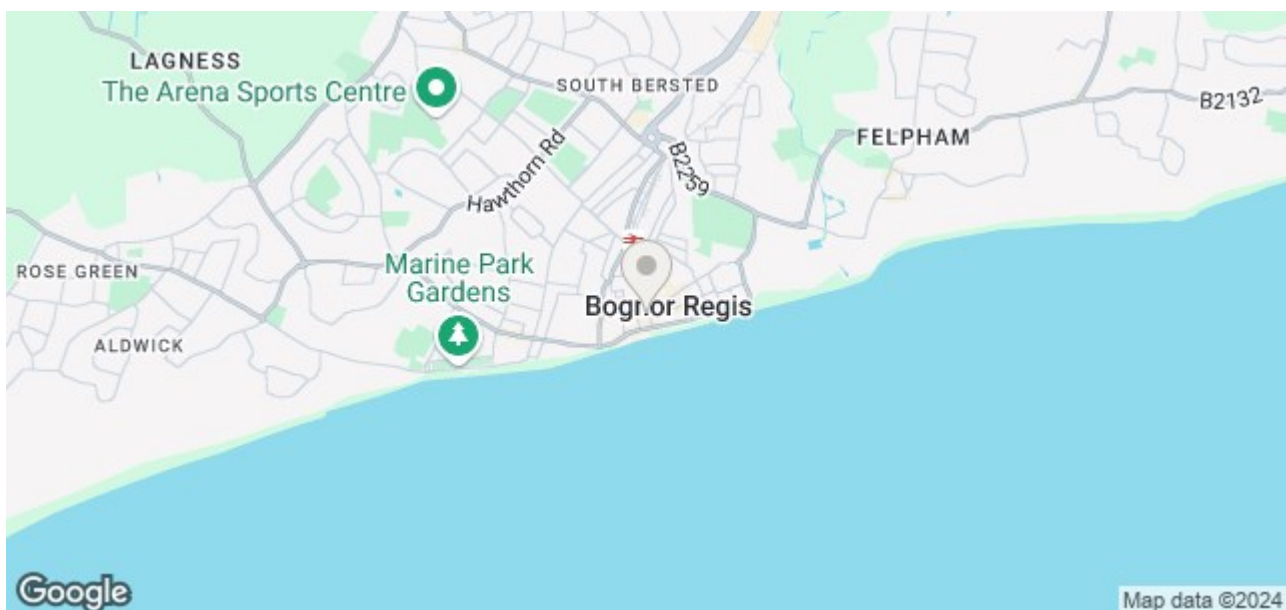 LAGNESS
The Arena Sports Centre
SOUTH BERSTED
B2132
FELPHAM
B2259
Hawthorn Rd
ROSE GREEN
Marine Park
Gardens
Bognor Regis
ALDWICK
Google
Map data ©2024